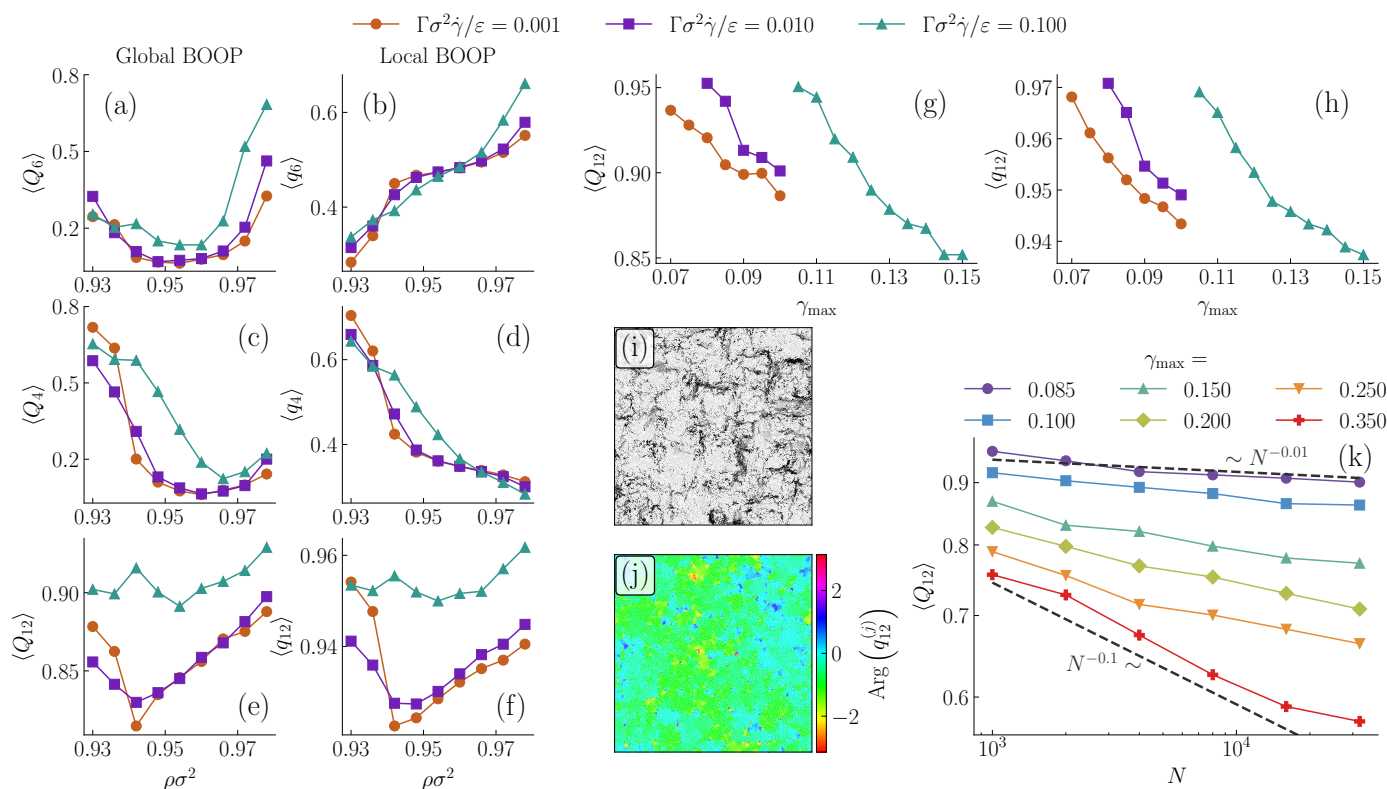 Γσ²γ̇/ε = 0.001
Γσ²γ̇/ε = 0.010
Γσ²γ̇/ε = 0.100
Global BOOP
Local BOOP
(a)
⟨Q₆⟩
0.8
0.5
0.2
0.93
0.95
0.97
(b)
⟨q₆⟩
0.6
0.4
0.93
0.95
0.97
(c)
⟨Q₄⟩
0.8
0.5
0.2
0.93
0.95
0.97
(d)
⟨q₄⟩
0.6
0.4
0.93
0.95
0.97
(e)
⟨Q₁₂⟩
0.90
0.85
0.93
0.95
0.97
ρσ²
(f)
⟨q₁₂⟩
0.96
0.94
0.93
0.95
0.97
ρσ²
(g)
⟨Q₁₂⟩
0.95
0.90
0.85
0.07
0.09
0.11
0.13
0.15
γmax
(h)
⟨q₁₂⟩
0.97
0.96
0.95
0.94
0.07
0.09
0.11
0.13
0.15
γmax
(i)
(j)
2
0
−2
Arg (q₁₂⁽ʲ⁾)
γmax =
0.085
0.150
0.250
0.100
0.200
0.350
(k)
∼ N⁻⁰·⁰¹
N⁻⁰·¹ ∼
⟨Q₁₂⟩
0.9
0.8
0.7
0.6
10³
10⁴
N